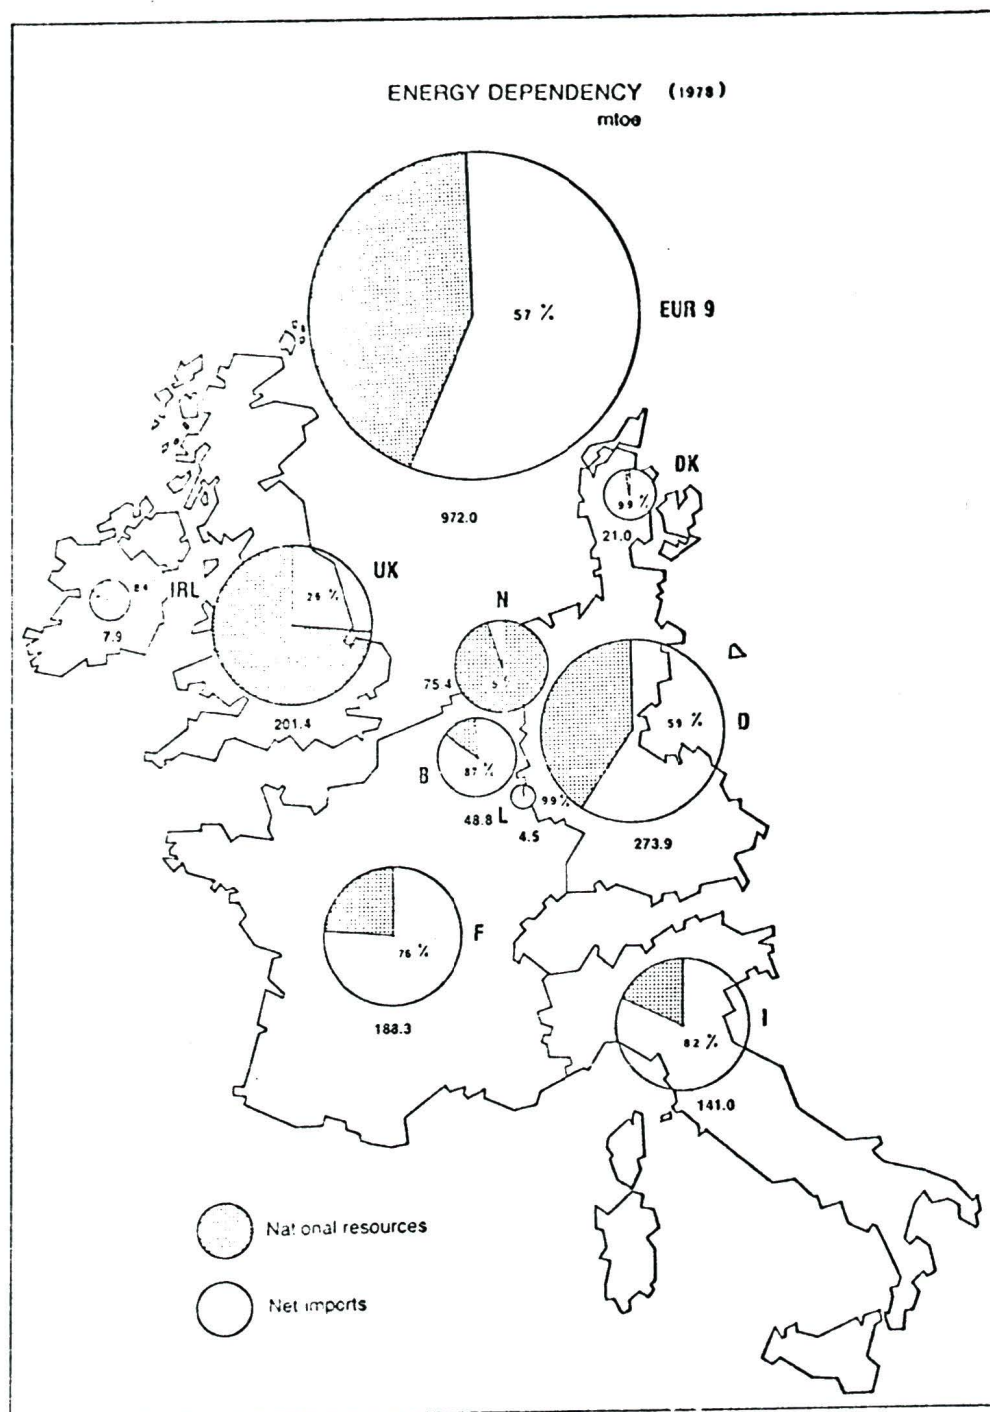 ENERGY DEPENDENCY (1978)
mtoe
57 %
EUR 9
972.0
DK
99 %
21.0
UK
26 %
201.4
IRL
84
7.9
N
75.4
D
59 %
273.9
B
87 %
48.8
L
99%
4.5
F
76 %
188.3
I
82 %
141.0
National resources
Net imports